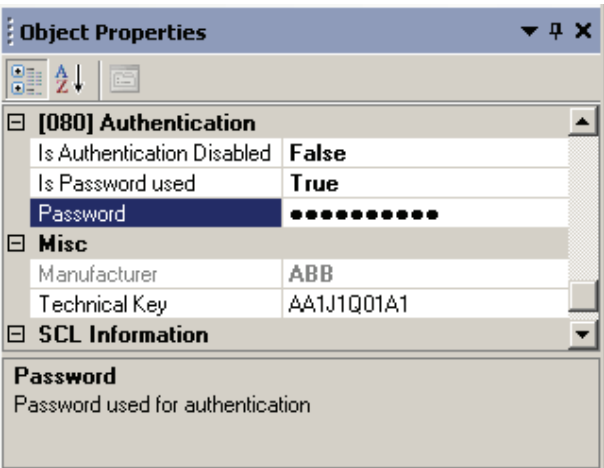 Object Properties
[080] Authentication
Is Authentication Disabled False
Is Password used True
Password ●●●●●●●●●●
Misc
Manufacturer ABB
Technical Key AA1J1Q01A1
SCL Information
Password
Password used for authentication